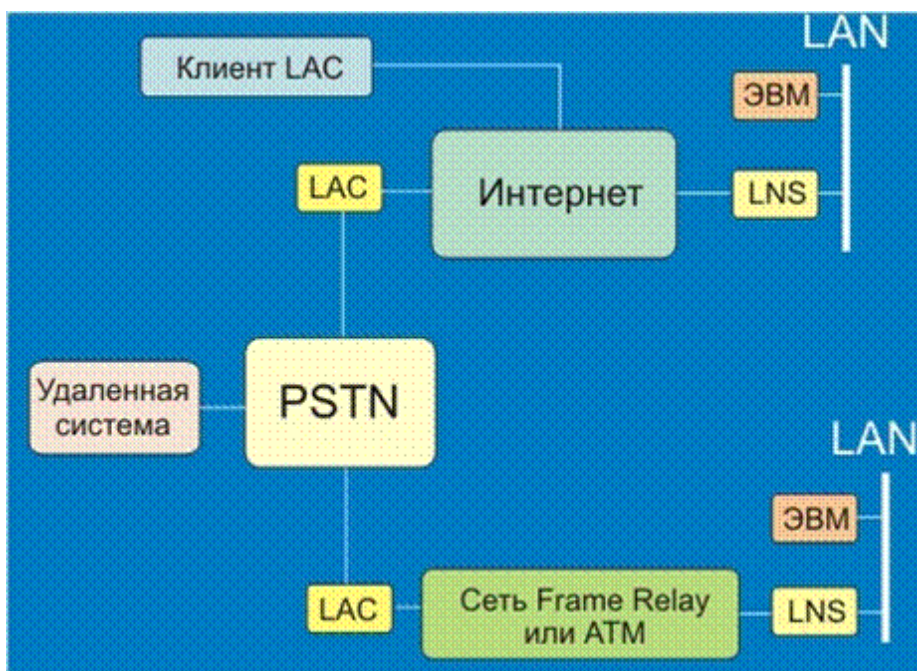 LAN
Клиент LAC
ЭВМ
LAC
Интернет
LNS
Удаленная
система
PSTN
LAN
ЭВМ
LAC
Сеть Frame Relay
или ATM
LNS